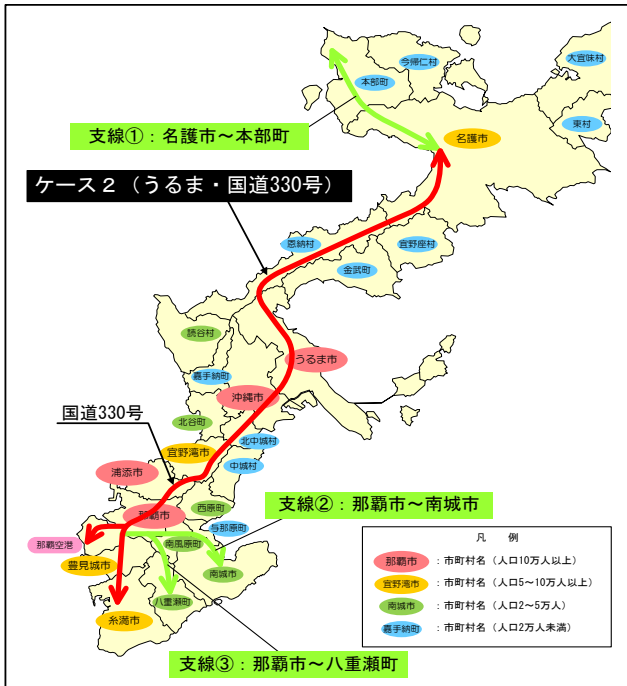 今帰仁村
大宜味村
本部町
東村
支線①：名護市～本部町
名護市
ケース２（うるま・国道330号）
恩納村
宜野座村
金武町
読谷村
うるま市
嘉手納町
沖縄市
国道330号
北谷町
北中城村
宜野湾市
中城村
浦添市
支線②：那覇市～南城市
西原町
那覇市
与那原町
那覇空港
南風原町
豊見城市
南城市
八重瀬町
糸満市
支線③：那覇市～八重瀬町
凡　例
那覇市 ：市町村名（人口10万人以上）
宜野湾市 ：市町村名（人口5～10万人以上）
南城市 ：市町村名（人口2～5万人）
嘉手納町 ：市町村名（人口2万人未満）